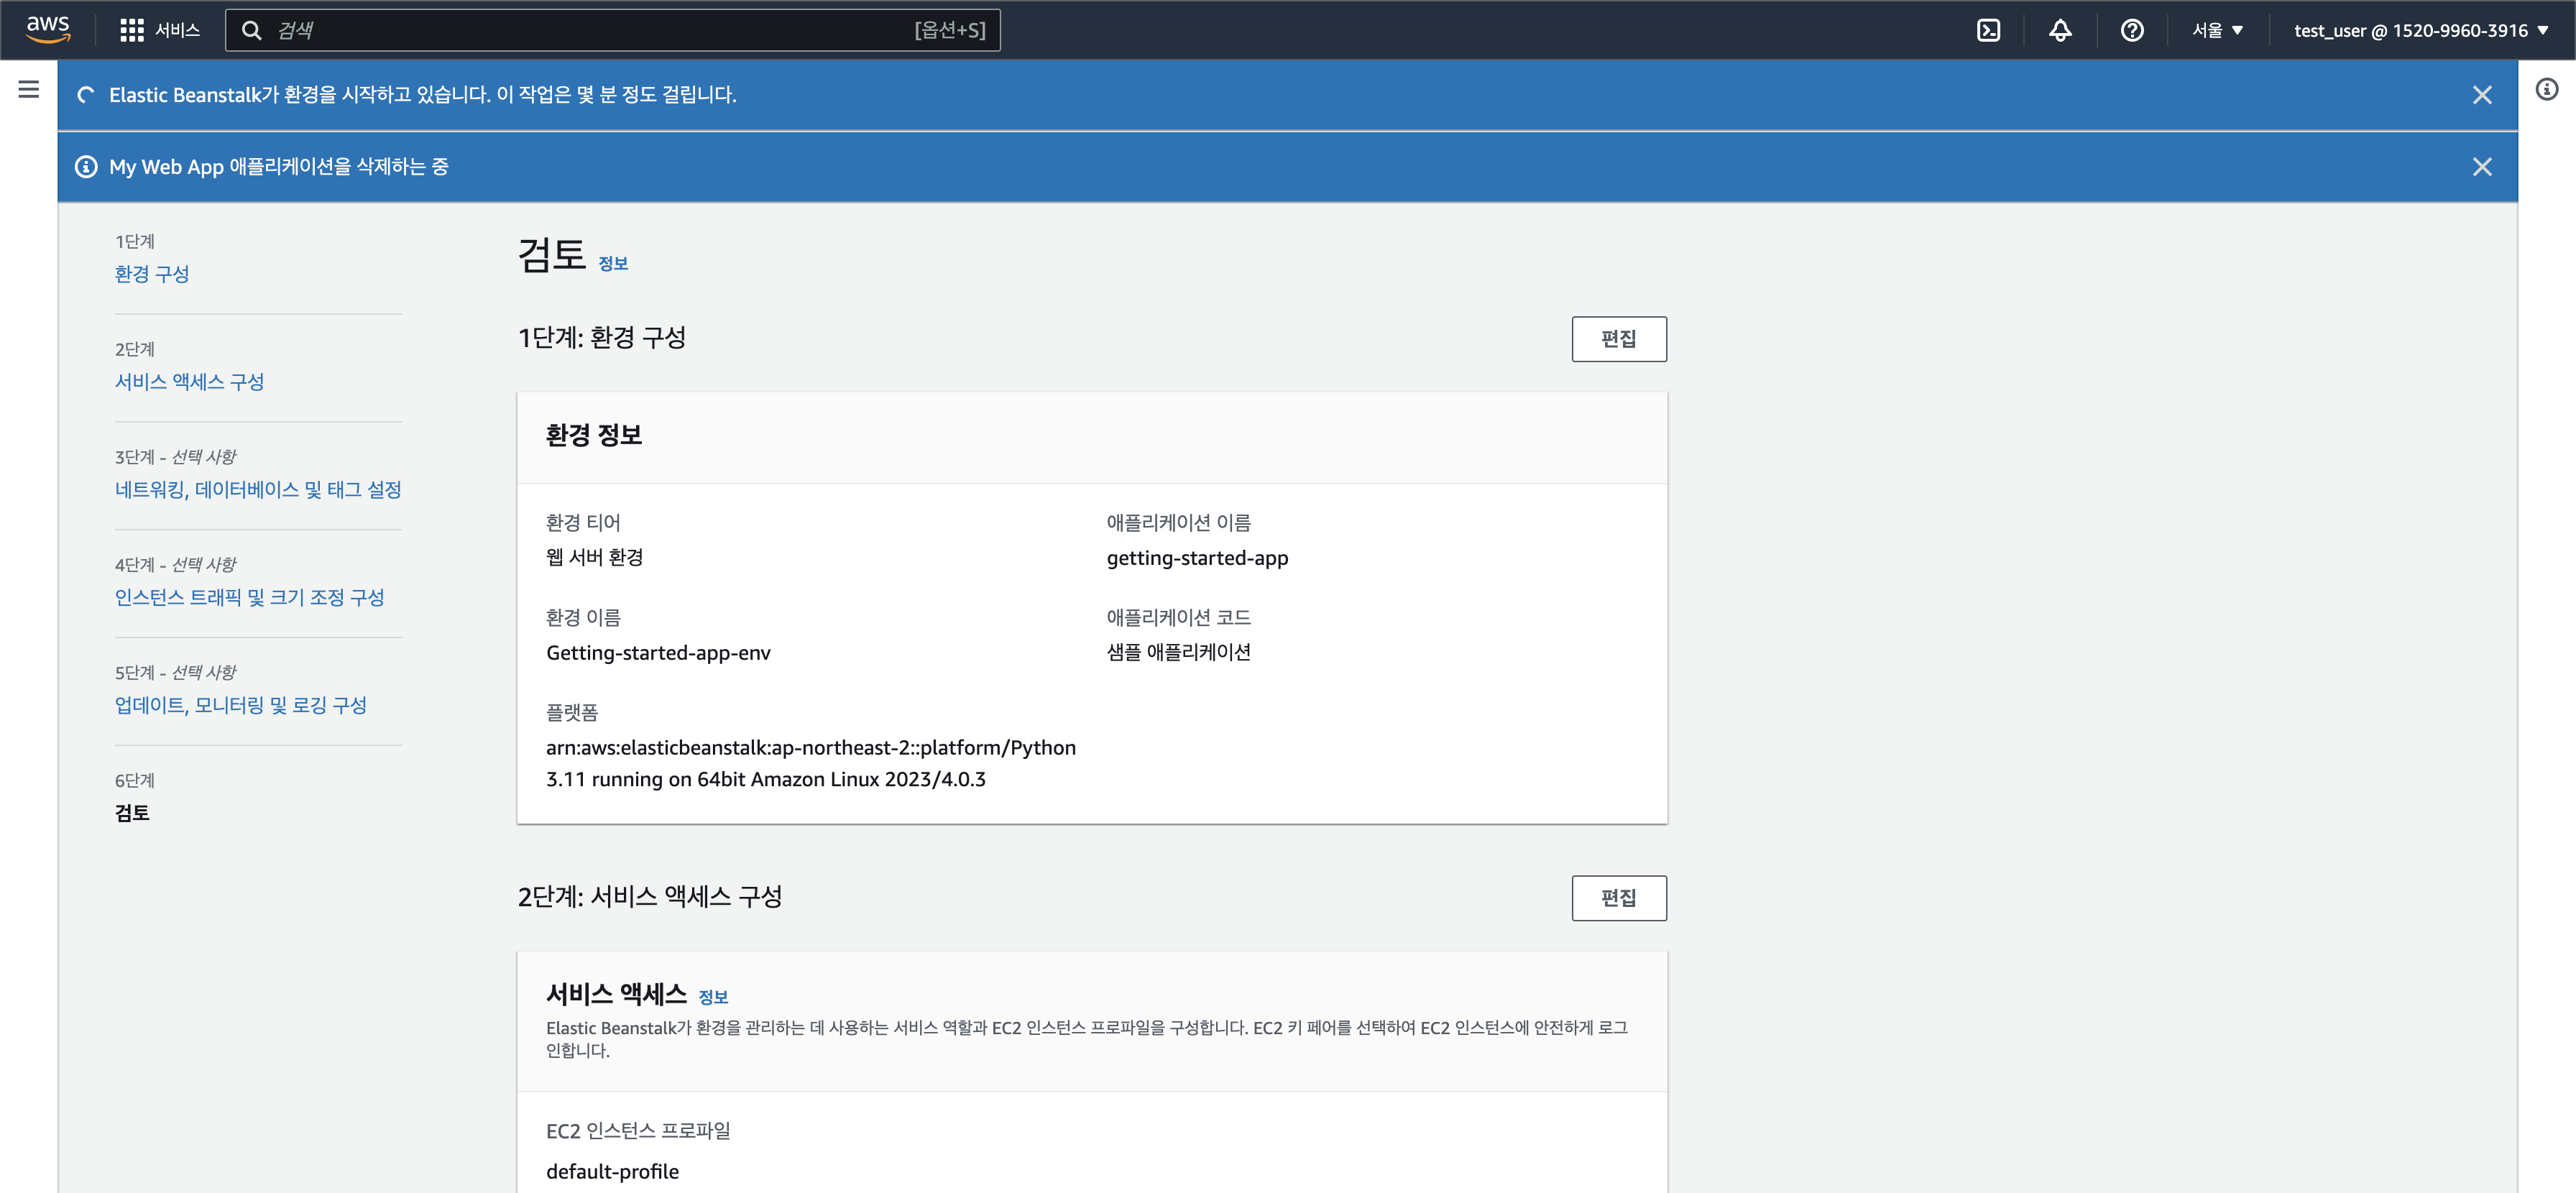 aws
서비스
검색
[옵션+S]
서울
test_user @ 1520-9960-3916
Elastic Beanstalk가 환경을 시작하고 있습니다. 이 작업은 몇 분 정도 걸립니다.
My Web App 애플리케이션을 삭제하는 중
1단계
환경 구성
2단계
서비스 액세스 구성
3단계 - 선택 사항
네트워킹, 데이터베이스 및 태그 설정
4단계 - 선택 사항
인스턴스 트래픽 및 크기 조정 구성
5단계 - 선택 사항
업데이트, 모니터링 및 로깅 구성
6단계
검토
검토 정보
1단계: 환경 구성
편집
환경 정보
환경 티어
웹 서버 환경
애플리케이션 이름
getting-started-app
환경 이름
Getting-started-app-env
애플리케이션 코드
샘플 애플리케이션
플랫폼
arn:aws:elasticbeanstalk:ap-northeast-2::platform/Python
3.11 running on 64bit Amazon Linux 2023/4.0.3
2단계: 서비스 액세스 구성
편집
서비스 액세스 정보
Elastic Beanstalk가 환경을 관리하는 데 사용하는 서비스 역할과 EC2 인스턴스 프로파일을 구성합니다. EC2 키 페어를 선택하여 EC2 인스턴스에 안전하게 로그
인합니다.
EC2 인스턴스 프로파일
default-profile